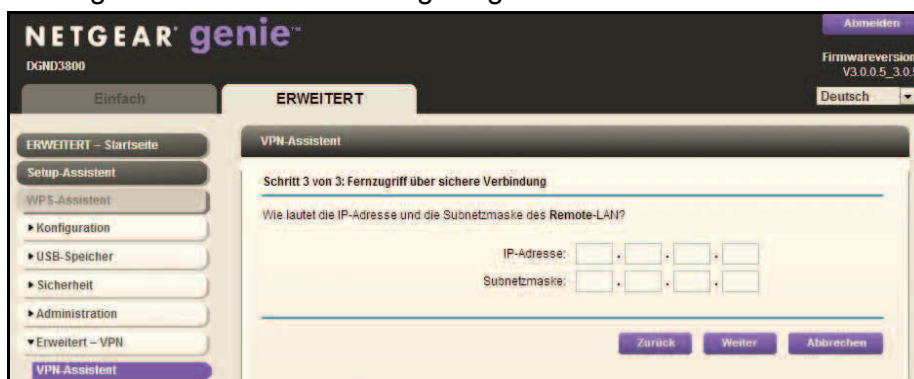 NETGEAR genie™
DGND3800
Abmelden
Firmwareversion
V3.0.0.5_3.0.5
Deutsch
Einfach
ERWEITERT
ERWEITERT – Startseite
Setup-Assistent
WPS-Assistent
Konfiguration
USB-Speicher
Sicherheit
Administration
Erweitert – VPN
VPN-Assistent
VPN-Assistent
Schritt 3 von 3: Fernzugriff über sichere Verbindung
Wie lautet die IP-Adresse und die Subnetzmaske des Remote-LAN?
IP-Adresse: . . .
Subnetzmaske: . . .
Zurück Weiter Abbrechen